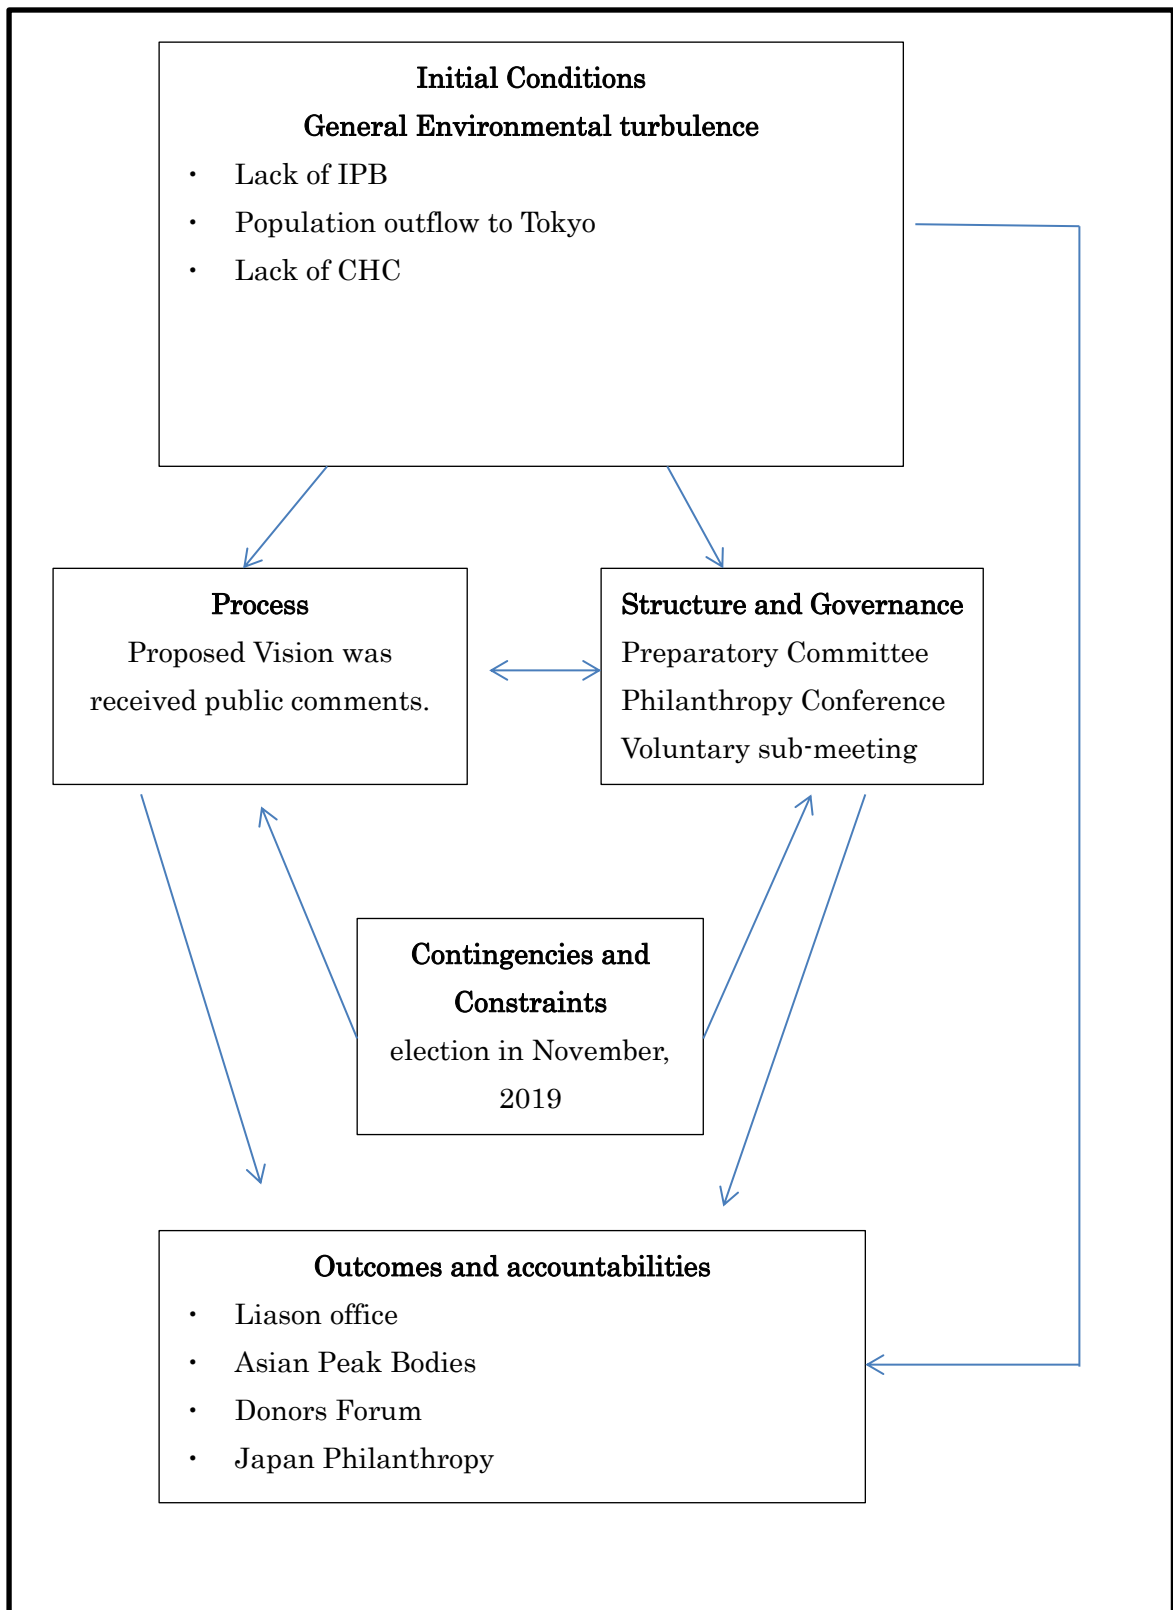 Initial Conditions
General Environmental turbulence
・ Lack of IPB
・ Population outflow to Tokyo
・ Lack of CHC
Process
Proposed Vision was
received public comments.
Structure and Governance
Preparatory Committee
Philanthropy Conference
Voluntary sub-meeting
Contingencies and
Constraints
election in November,
2019
Outcomes and accountabilities
・ Liason office
・ Asian Peak Bodies
・ Donors Forum
・ Japan Philanthropy